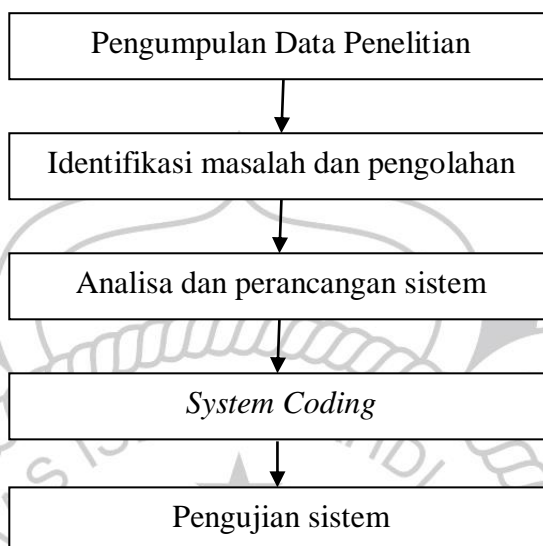 Pengumpulan Data Penelitian
Identifikasi masalah dan pengolahan
Analisa dan perancangan sistem
System Coding
Pengujian sistem